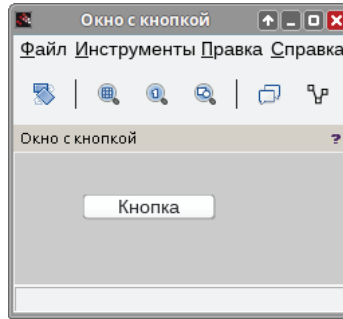 Окно с кнопкой
Файл Инструменты Правка Справка
Окно с кнопкой ?
Кнопка